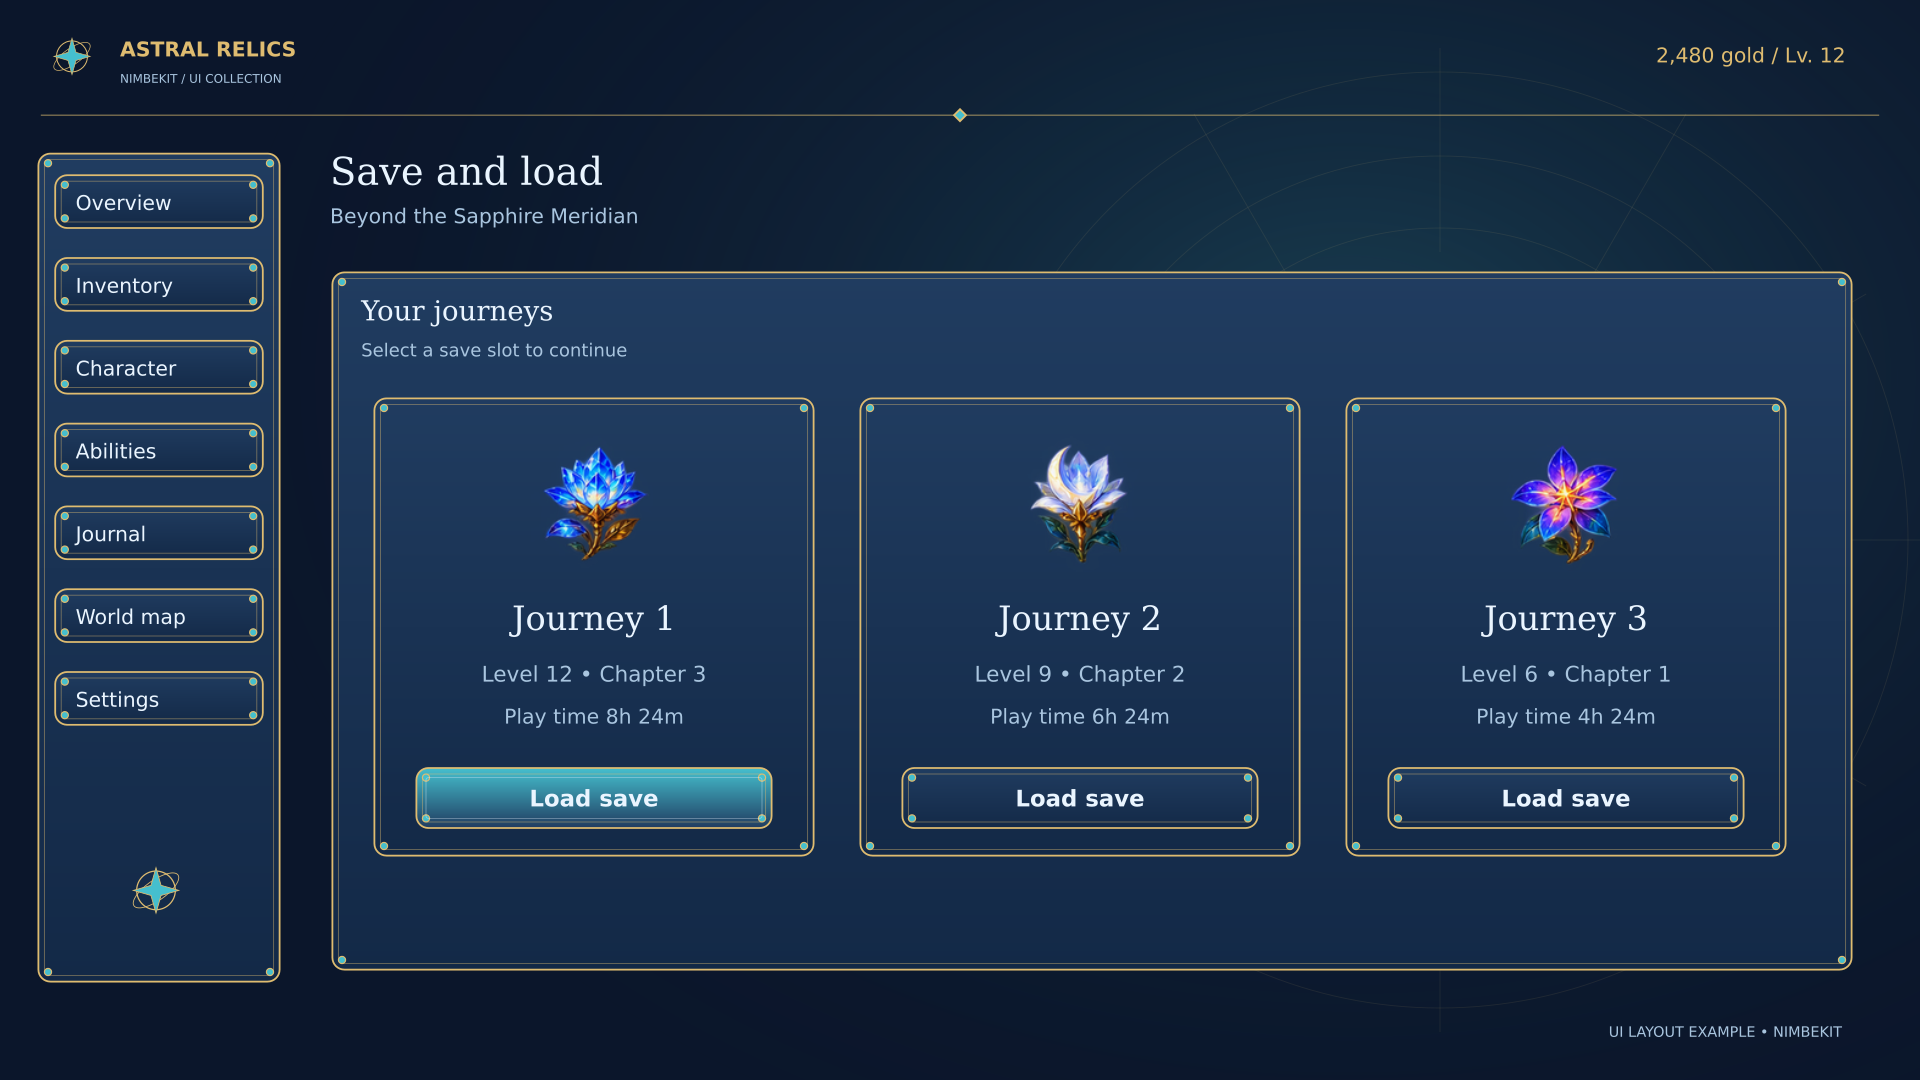 ASTRAL RELICS
NIMBEKIT / UI COLLECTION
2,480 gold / Lv. 12
Overview
Inventory
Character
Abilities
Journal
World map
Settings
Save and load
Beyond the Sapphire Meridian
Your journeys
Select a save slot to continue
Journey 1
Level 12 • Chapter 3
Play time 8h 24m
Load save
Journey 2
Level 9 • Chapter 2
Play time 6h 24m
Load save
Journey 3
Level 6 • Chapter 1
Play time 4h 24m
Load save
UI LAYOUT EXAMPLE • NIMBEKIT